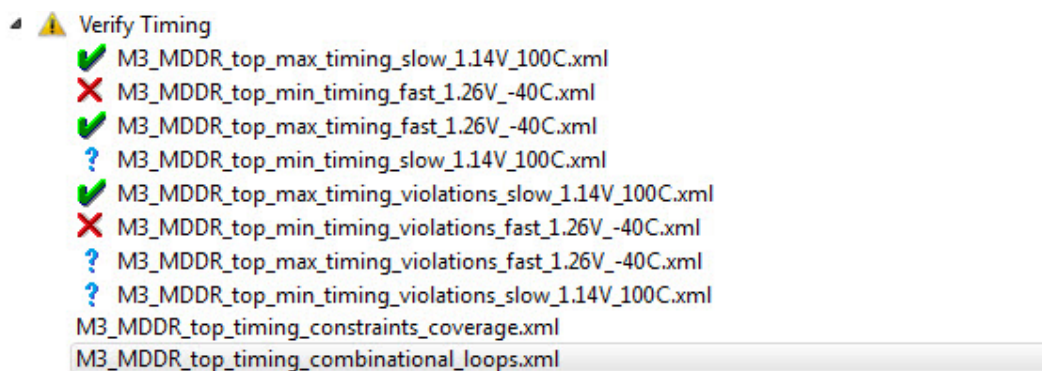 Verify Timing
M3_MDDR_top_max_timing_slow_1.14V_100C.xml
M3_MDDR_top_min_timing_fast_1.26V_-40C.xml
M3_MDDR_top_max_timing_fast_1.26V_-40C.xml
M3_MDDR_top_min_timing_slow_1.14V_100C.xml
M3_MDDR_top_max_timing_violations_slow_1.14V_100C.xml
M3_MDDR_top_min_timing_violations_fast_1.26V_-40C.xml
M3_MDDR_top_max_timing_violations_fast_1.26V_-40C.xml
M3_MDDR_top_min_timing_violations_slow_1.14V_100C.xml
M3_MDDR_top_timing_constraints_coverage.xml
M3_MDDR_top_timing_combinational_loops.xml